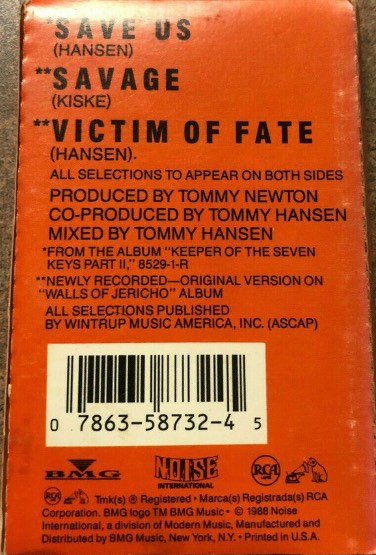 *SAVE US
(HANSEN)
**SAVAGE
(KISKE)
**VICTIM OF FATE
(HANSEN).
ALL SELECTIONS TO APPEAR ON BOTH SIDES
PRODUCED BY TOMMY NEWTON
CO-PRODUCED BY TOMMY HANSEN
MIXED BY TOMMY HANSEN
*FROM THE ALBUM "KEEPER OF THE SEVEN
KEYS PART II," 8529-1-R
**NEWLY RECORDED—ORIGINAL VERSION ON
"WALLS OF JERICHO" ALBUM
ALL SELECTIONS PUBLISHED
BY WINTRUP MUSIC AMERICA, INC. (ASCAP)
0 7863-58732-4 5
BMG NOISE INTERNATIONAL RCA
Tmk(s) ® Registered • Marca(s) Registrada(s) RCA
Corporation. BMG logo TM BMG Music • © 1988 Noise
International, a division of Modern Music, Manufactured and
Distributed by BMG Music, New York, N.Y. • Printed in U.S.A.